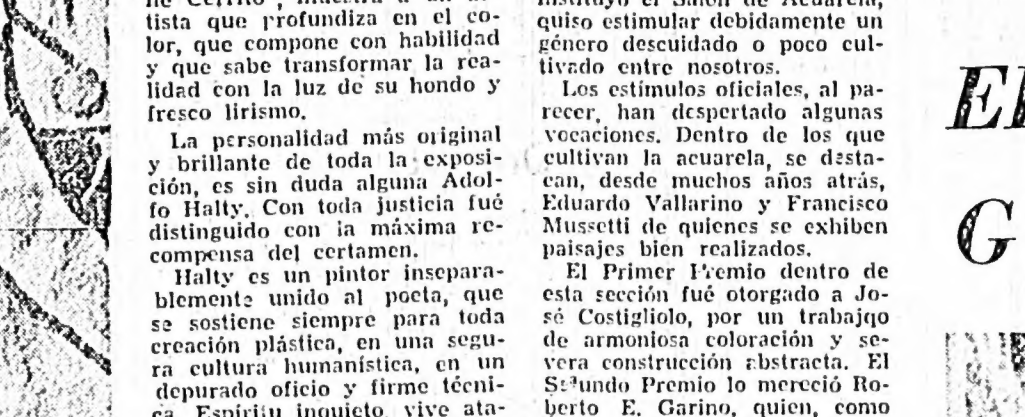 ne Cerrito", muestra a un ar-
tista que profundiza en el co-
lor, que compone con habilidad
y que sabe transformar la rea-
lidad con la luz de su hondo y
fresco lirismo.
La personalidad más original
y brillante de toda la exposi-
ción, es sin duda alguna Adol-
fo Halty. Con toda justicia fué
distinguido con la máxima re-
compensa del certamen.
Halty es un pintor insepara-
blemente unido al poeta, que
se sostiene siempre para toda
creación plástica, en una segu-
ra cultura humanística, en un
depurado oficio y firme técni-
ca. Espíritu inquieto, vive ata-
instituyó el Salón de Acuarela,
quiso estimular debidamente un
género descuidado o poco cul-
tivado entre nosotros.
Los estímulos oficiales, al pa-
recer, han despertado algunas
vocaciones. Dentro de los que
cultivan la acuarela, se desta-
can, desde muchos años atrás,
Eduardo Vallarino y Francisco
Mussetti de quienes se exhiben
paisajes bien realizados.
El Primer Premio dentro de
esta sección fué otorgado a Jo-
sé Costigliolo, por un trabajqo
de armoniosa coloración y se-
vera construcción abstracta. El
Segundo Premio lo mereció Ro-
berto E. Garino, quien, como
El
G